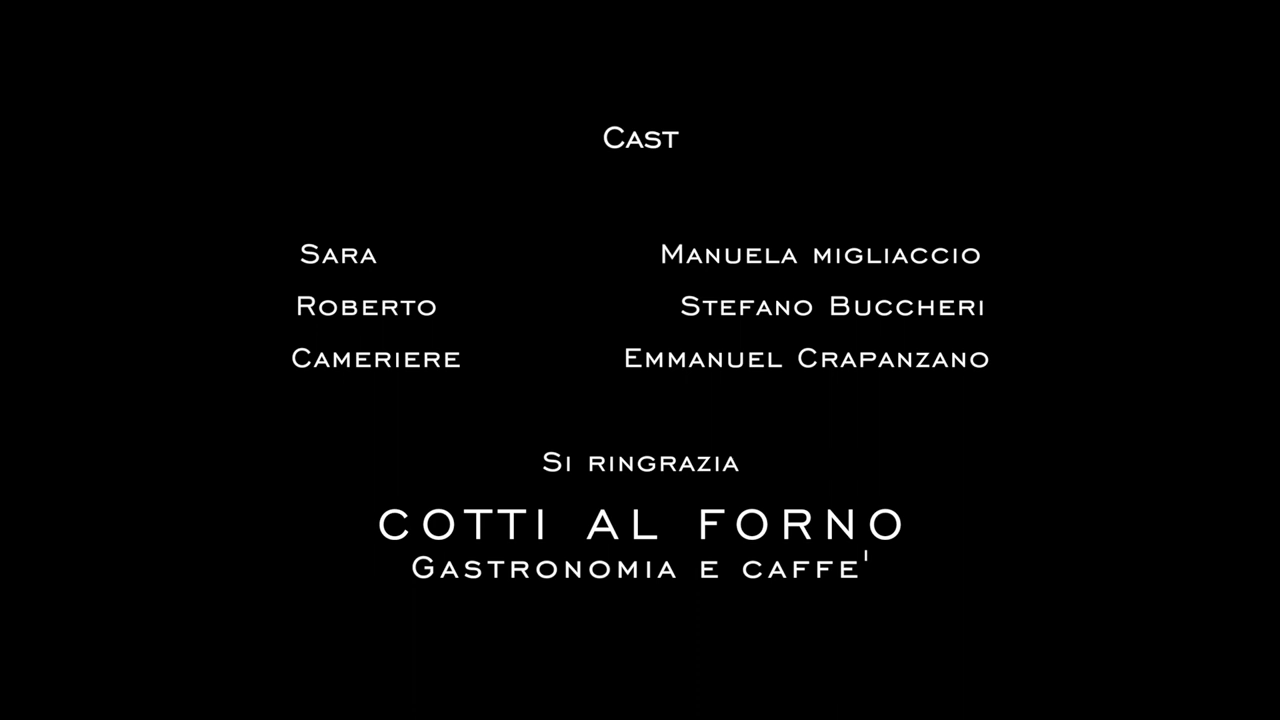 Cast
Sara Manuela migliaccio
Roberto Stefano Buccheri
Cameriere Emmanuel Crapanzano
Si ringrazia
COTTI AL FORNO
Gastronomia e caffe'